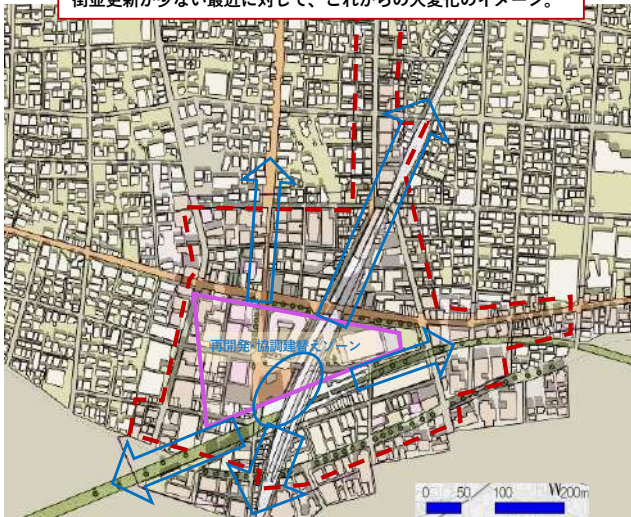 街並更新が少ない最近に対して、これからの大変化のイメージ。
再開発・協調建替えゾーン
0 50 100 W200m